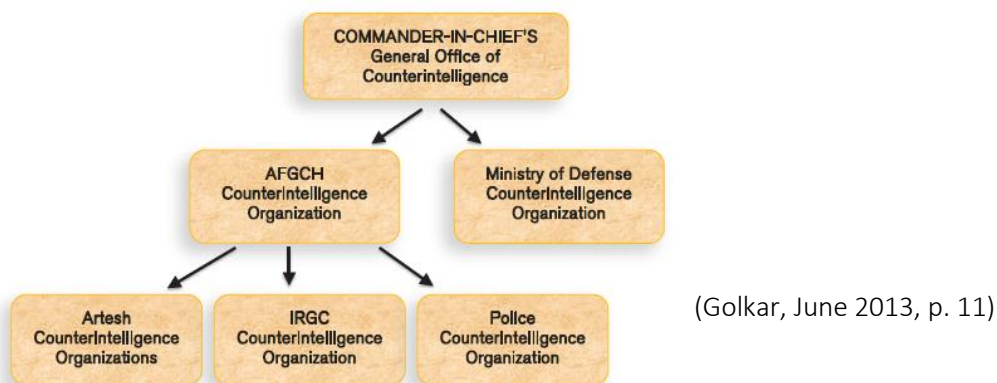 COMMANDER-IN-CHIEF'S
General Office of
Counterintelligence
AFGCH
CounterIntelligence
Organization
Ministry of Defense
CounterIntelligence
Organization
Artesh
CounterIntelligence
Organizations
IRGC
CounterIntelligence
Organization
Police
CounterIntelligence
Organization
(Golkar, June 2013, p. 11)